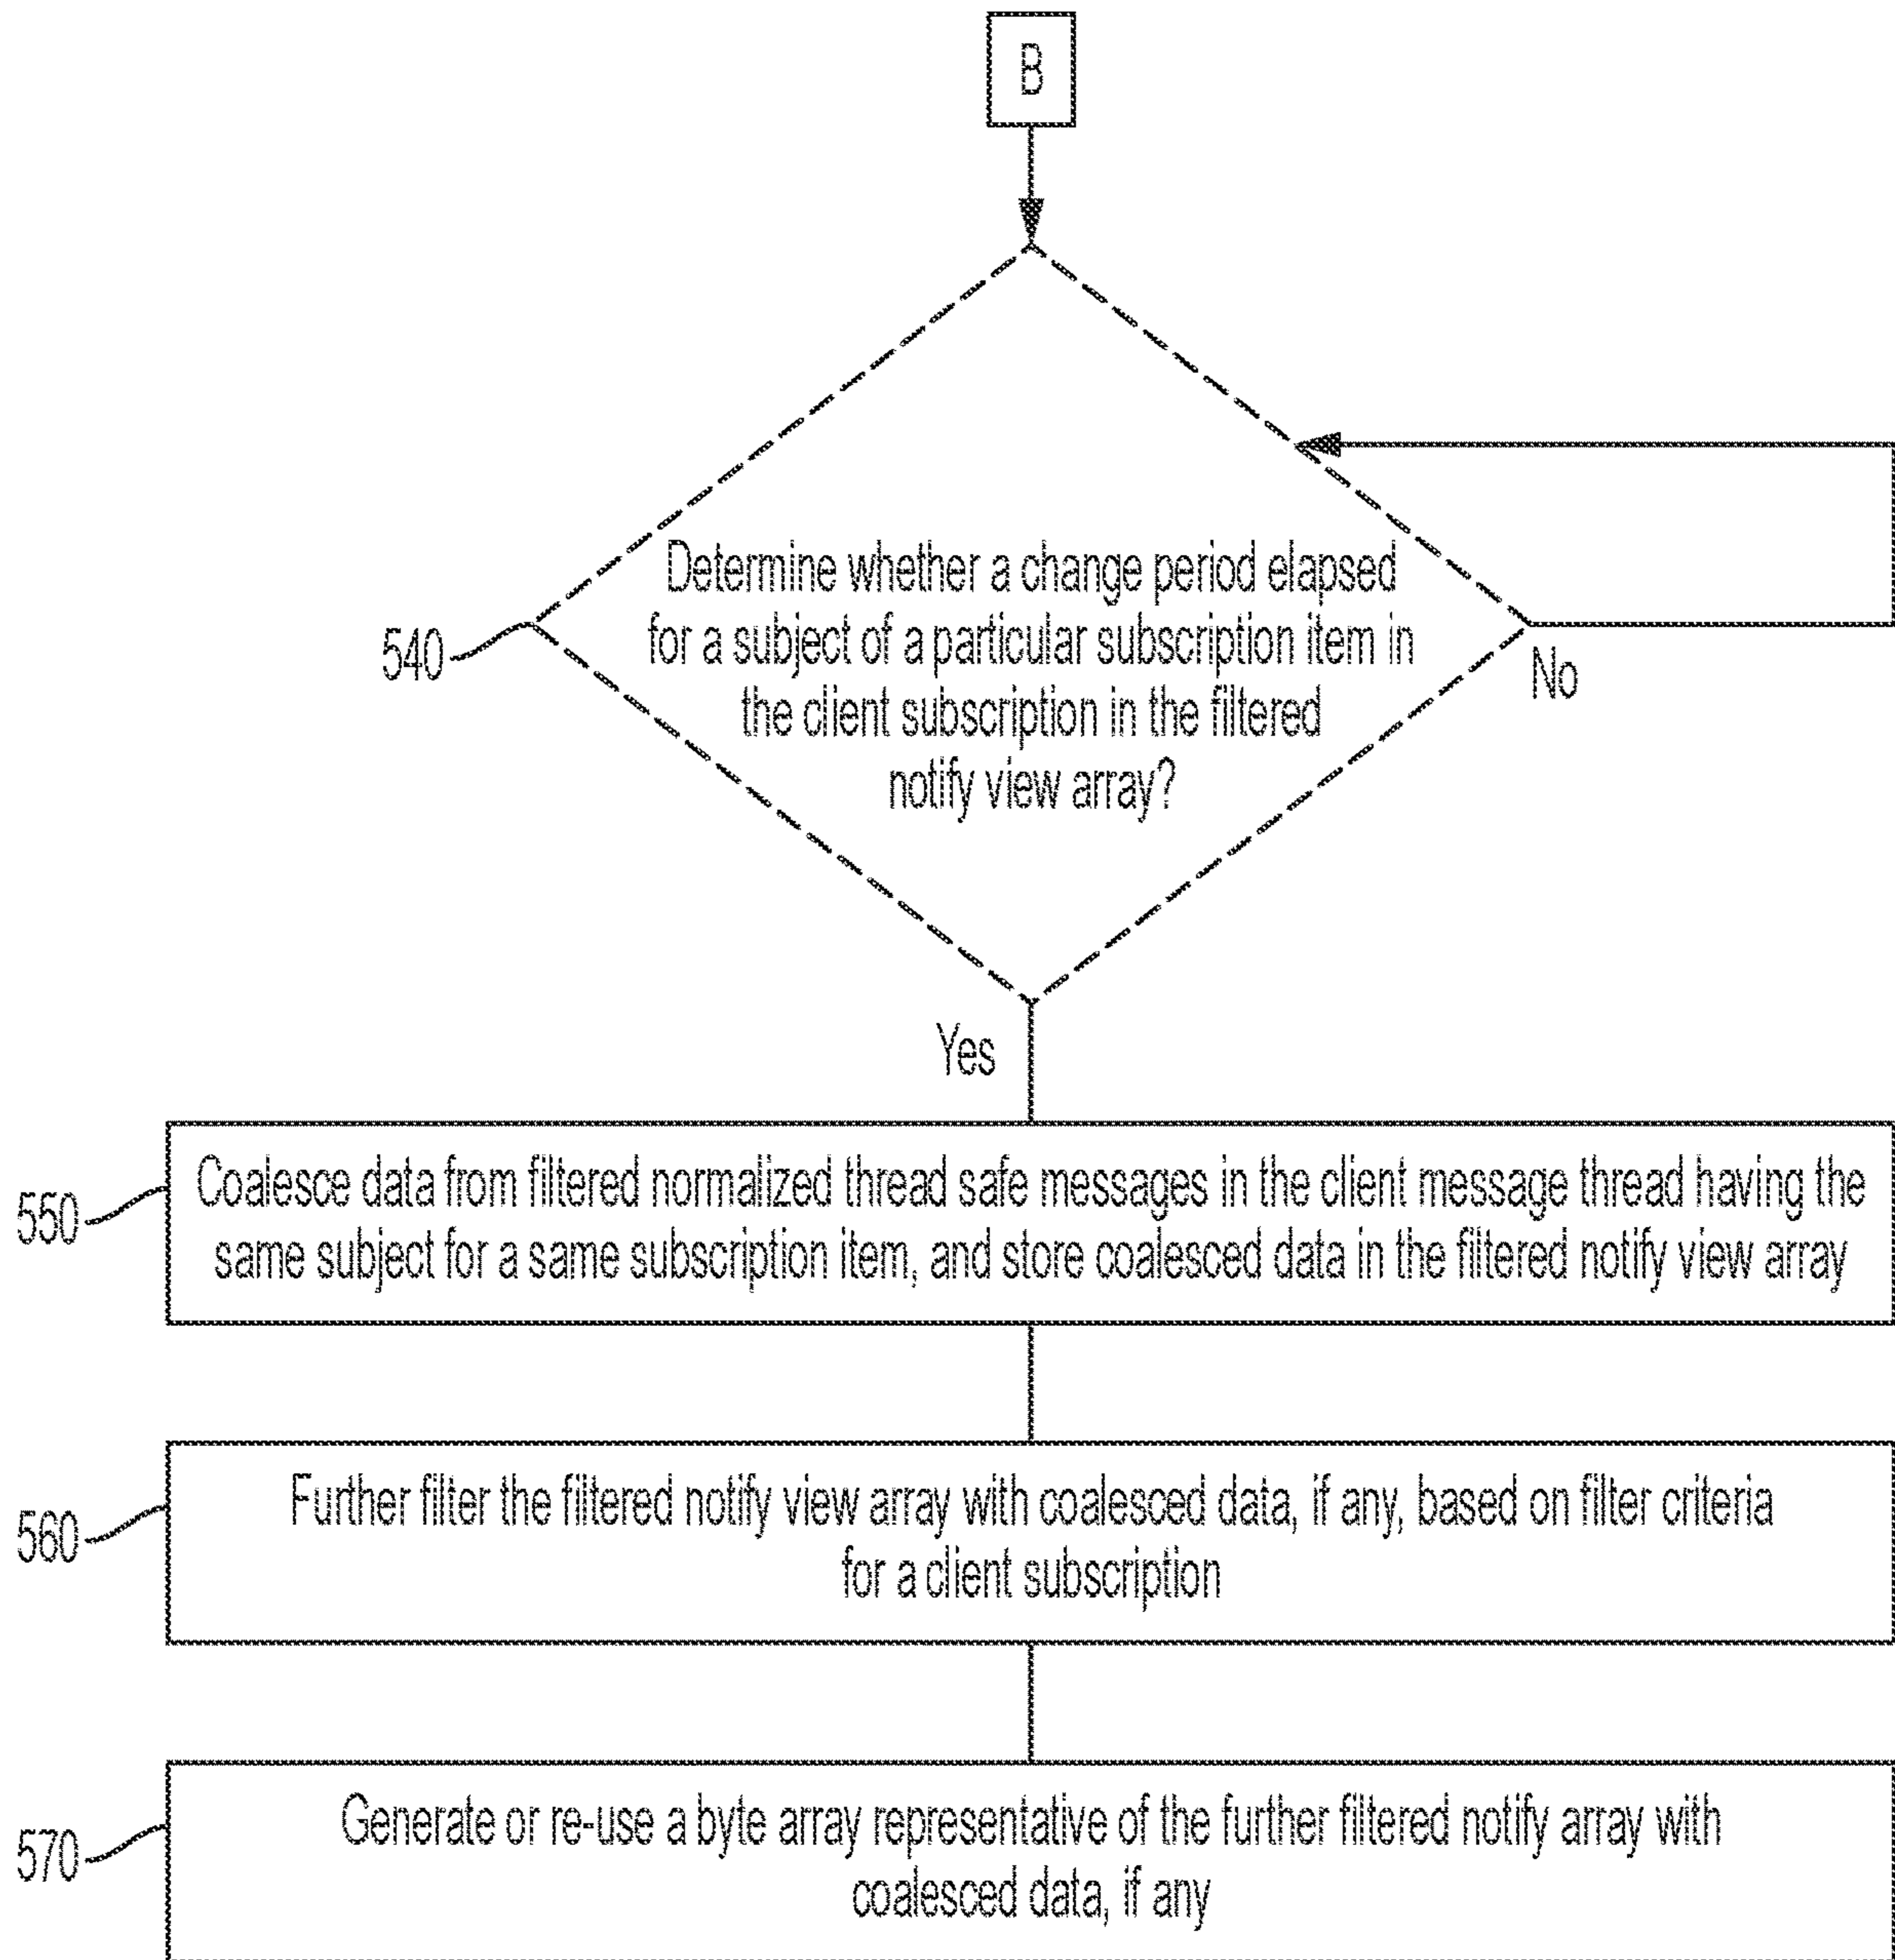 B
Determine whether a change period elapsed
for a subject of a particular subscription item in
the client subscription in the filtered
notify view array?
540
No
Yes
550
Coalesce data from filtered normalized thread safe messages in the client message thread having the
same subject for a same subscription item, and store coalesced data in the filtered notify view array
560
Further filter the filtered notify view array with coalesced data, if any, based on filter criteria
for a client subscription
570
Generate or re-use a byte array representative of the further filtered notify array with
coalesced data, if any